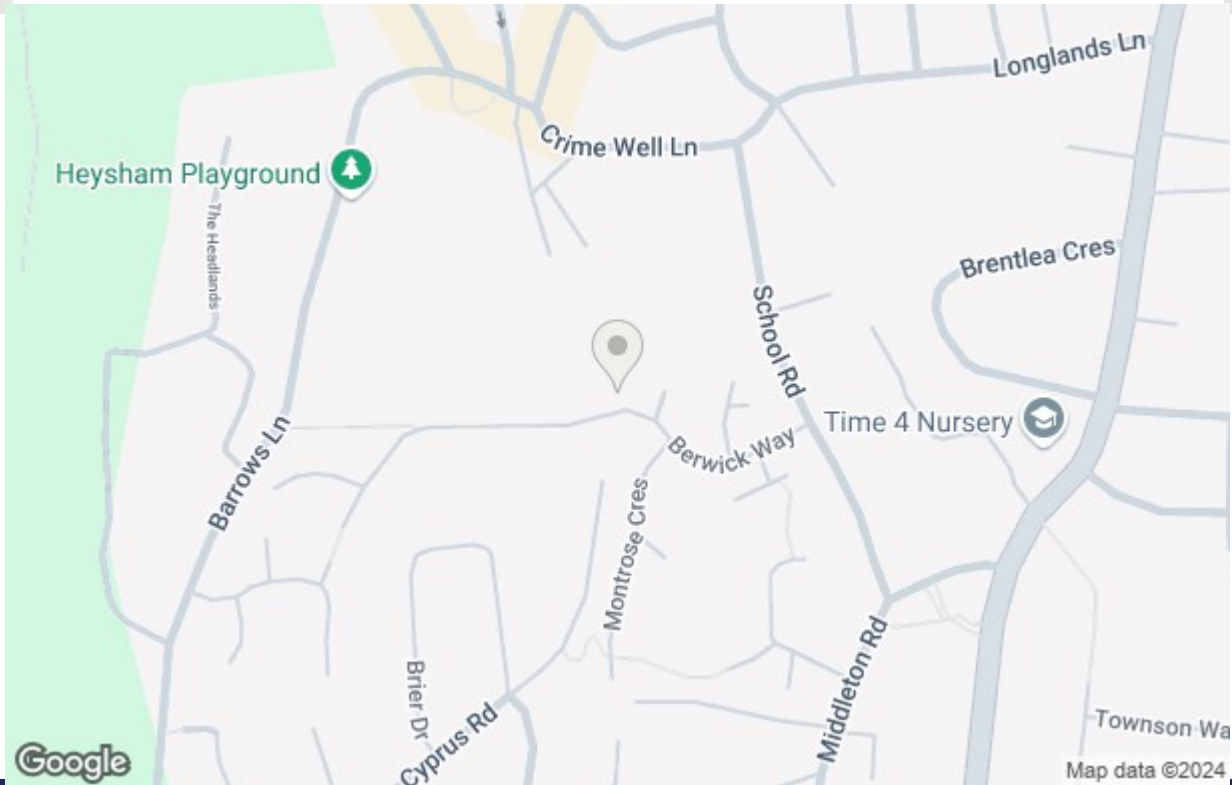 Longlands Ln
Crime Well Ln
Heysham Playground
The Headlands
Brentlea Cres
School Rd
Time 4 Nursery
Barrows Ln
Berwick Way
Montrose Cres
Brier Dr
Middleton Rd
Cyprus Rd
Townson Wa
Google
Map data ©2024